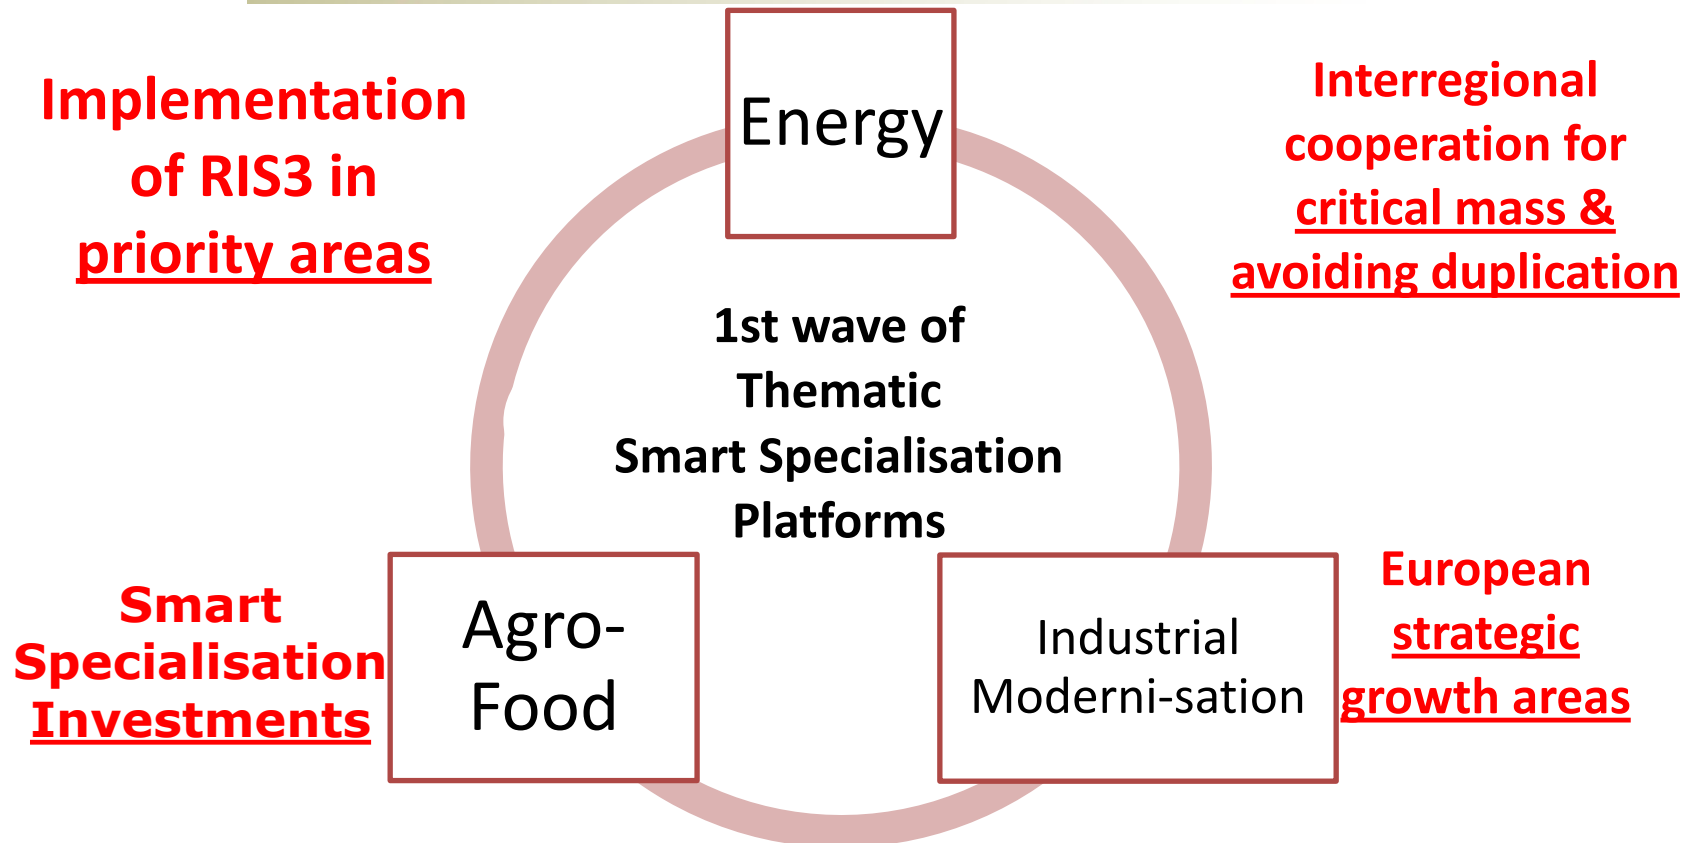 Energy
Implementation
of RIS3 in
priority areas
Interregional
cooperation for
critical mass &
avoiding duplication
1st wave of
Thematic
Smart Specialisation
Platforms
Smart
Specialisation
Investments
Agro-
Food
Industrial
Moderni-sation
European
strategic
growth areas